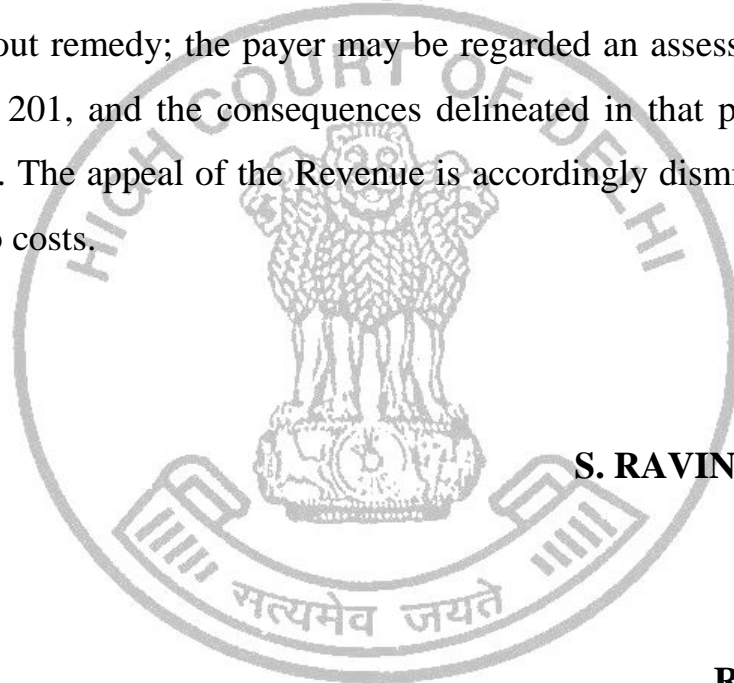 out remedy; the payer may be regarded an assess
201, and the consequences delineated in that p
. The appeal of the Revenue is accordingly dismi
costs.
HIGH COURT OF DELHI
S. RAVIN
सत्यमेव जयते
R